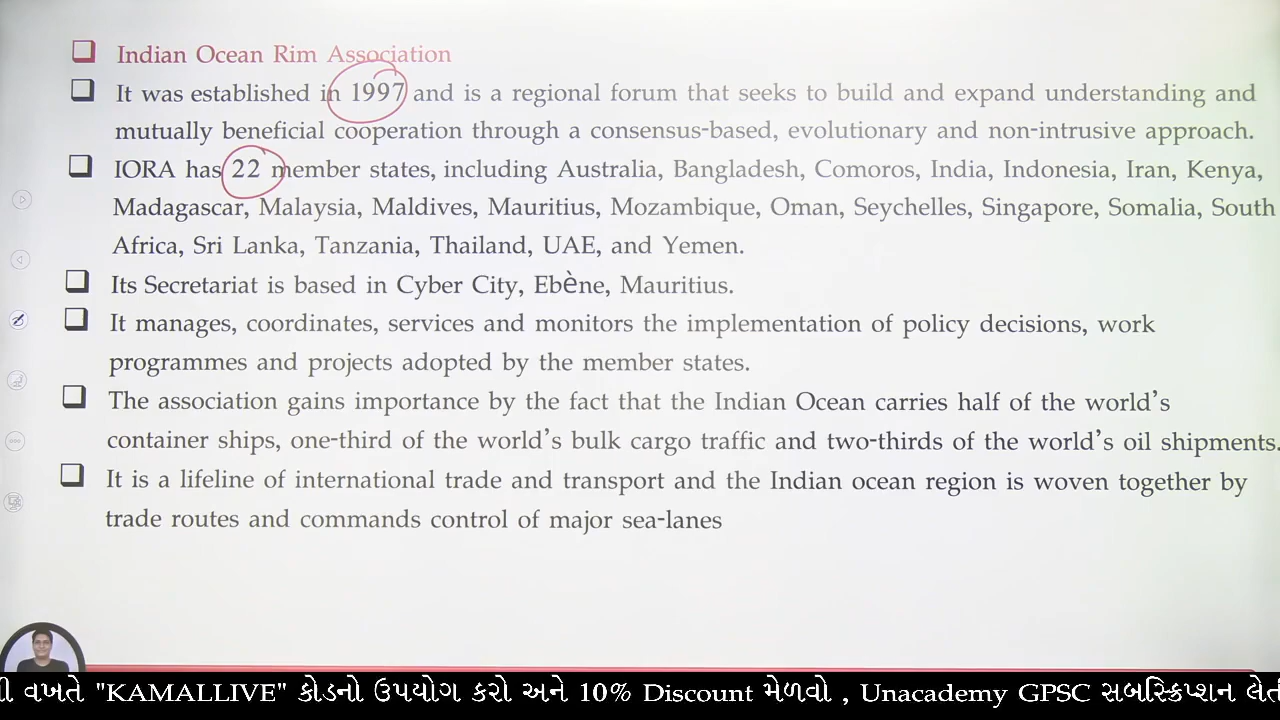 Indian Ocean Rim Association
It was established in 1997 and is a regional forum that seeks to build and expand understanding and
mutually beneficial cooperation through a consensus-based, evolutionary and non-intrusive approach.
IORA has 22 member states, including Australia, Bangladesh, Comoros, India, Indonesia, Iran, Kenya,
Madagascar, Malaysia, Maldives, Mauritius, Mozambique, Oman, Seychelles, Singapore, Somalia, South
Africa, Sri Lanka, Tanzania, Thailand, UAE, and Yemen.
Its Secretariat is based in Cyber City, Ebène, Mauritius.
It manages, coordinates, services and monitors the implementation of policy decisions, work
programmes and projects adopted by the member states.
The association gains importance by the fact that the Indian Ocean carries half of the world's
container ships, one-third of the world's bulk cargo traffic and two-thirds of the world's oil shipments.
It is a lifeline of international trade and transport and the Indian ocean region is woven together by
trade routes and commands control of major sea-lanes
વખતે "KAMALLIVE" કોડનો ઉપયોગ કરો અને 10% Discount મેળવો , Unacademy GPSC સબસ્ક્રિપ્શન લેતી